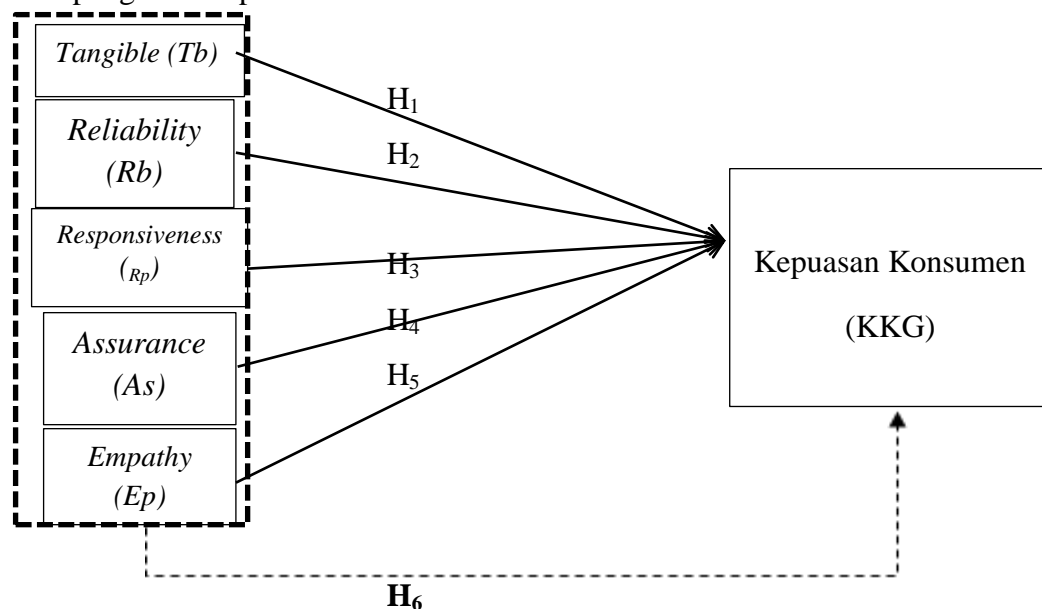 Tangible (Tb)
H₁
Reliability
(Rb)
H₂
Responsiveness
(Rp)
H₃
Kepuasan Konsumen
(KKG)
Assurance
(As)
H₄
Empathy
(Ep)
H₅
H₆